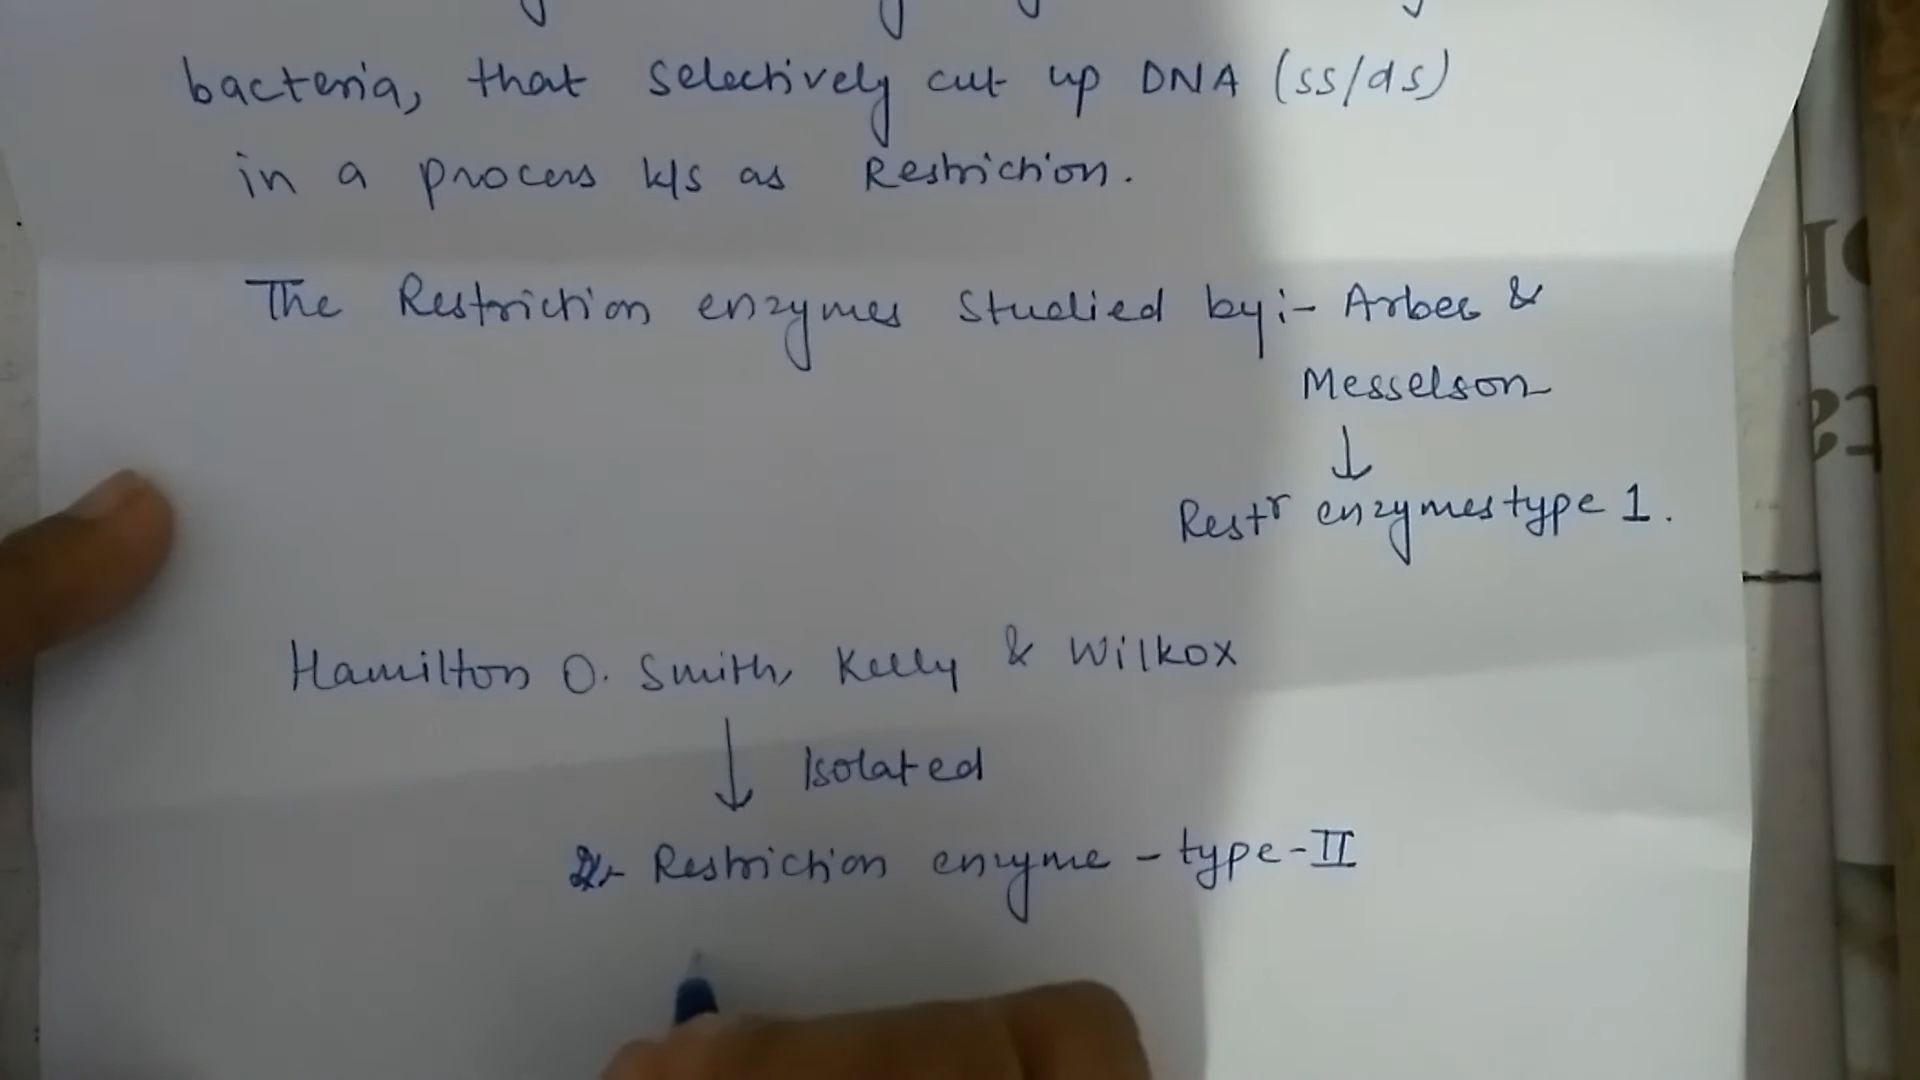 bacteria, that selectively cut up DNA (ss/ds)
in a process k/s as Restriction.
The Restriction enzymes studied by:- Arber &
Messelson
↓
Restr enzymes type 1.
Hamilton O. Smith, Kelly & Wilkox
↓ Isolated
Restriction enzyme - type-II